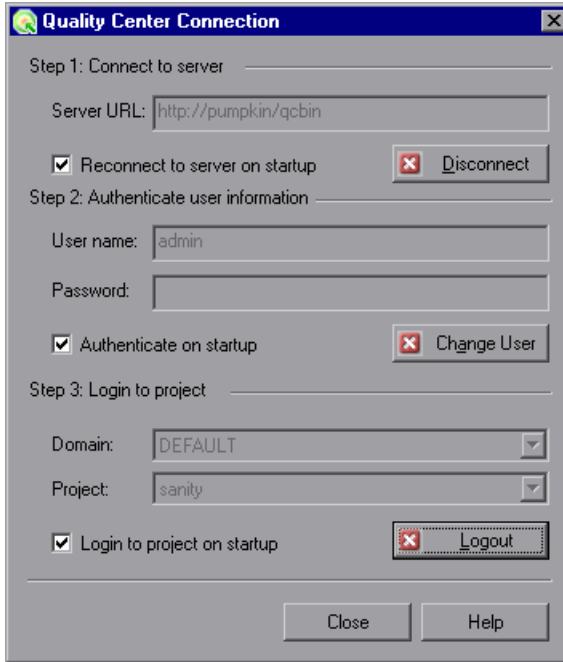 Quality Center Connection
Step 1: Connect to server
Server URL: http://pumpkin/qcbin
Reconnect to server on startup Disconnect
Step 2: Authenticate user information
User name: admin
Password:
Authenticate on startup Change User
Step 3: Login to project
Domain: DEFAULT
Project: sanity
Login to project on startup Logout
Close Help